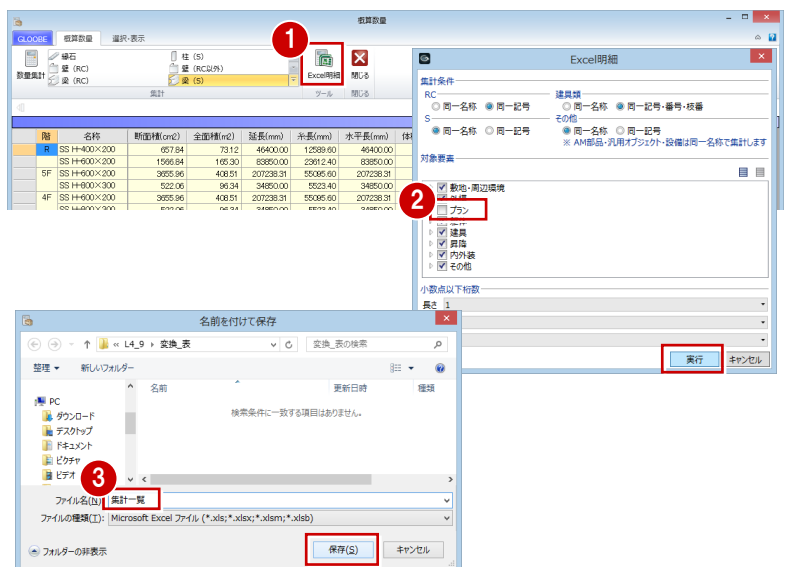 概算数量
GLOOBE 概算数量 選択・表示
1
縁石
壁 (RC)
梁 (RC)
柱 (S)
壁 (RC以外)
梁 (S)
数量集計
Excel明細
閉じる
集計 ツール 閉じる
階 名称 断面積(cm2) 全面積(m2) 延長(mm) 糸長(mm) 水平長(mm)
R SS H-400×200 657.84 73.12 46400.00 12589.60 46400.00
SS H-600×200 1566.84 165.30 83850.00 23612.40 83850.00
5F SS H-600×200 3655.96 408.51 207238.31 55095.60 207238.31
SS H-800×300 522.06 96.34 34850.00 5523.40 34850.00
4F SS H-600×200 3655.96 408.51 207238.31 55095.60 207238.31
SS H-800×300 522.06 96.34 34850.00 5523.40 34850.00
Excel明細
集計条件
RC
同一名称 同一記号
建具類
同一名称 同一記号・番号・枝番
S
同一名称 同一記号
その他
同一名称 同一記号
※ AM部品・汎用オブジェクト・設備は同一名称で集計します
対象要素
2
敷地・周辺環境
プラン
建具
昇降
内外装
その他
小数点以下桁数
長さ 1
実行 キャンセル
名前を付けて保存
« L4_9 変換_表
変換_表の検索
整理 新しいフォルダー
名前 更新日時 種類
検索条件に一致する項目はありません。
PC
ダウンロード
デスクトップ
ドキュメント
ピクチャ
ビデオ
3
ファイル名(N): 集計一覧
ファイルの種類(T): Microsoft Excel ファイル (*.xls;*.xlsx;*.xlsm;*.xlsb)
フォルダーの非表示
保存(S) キャンセル